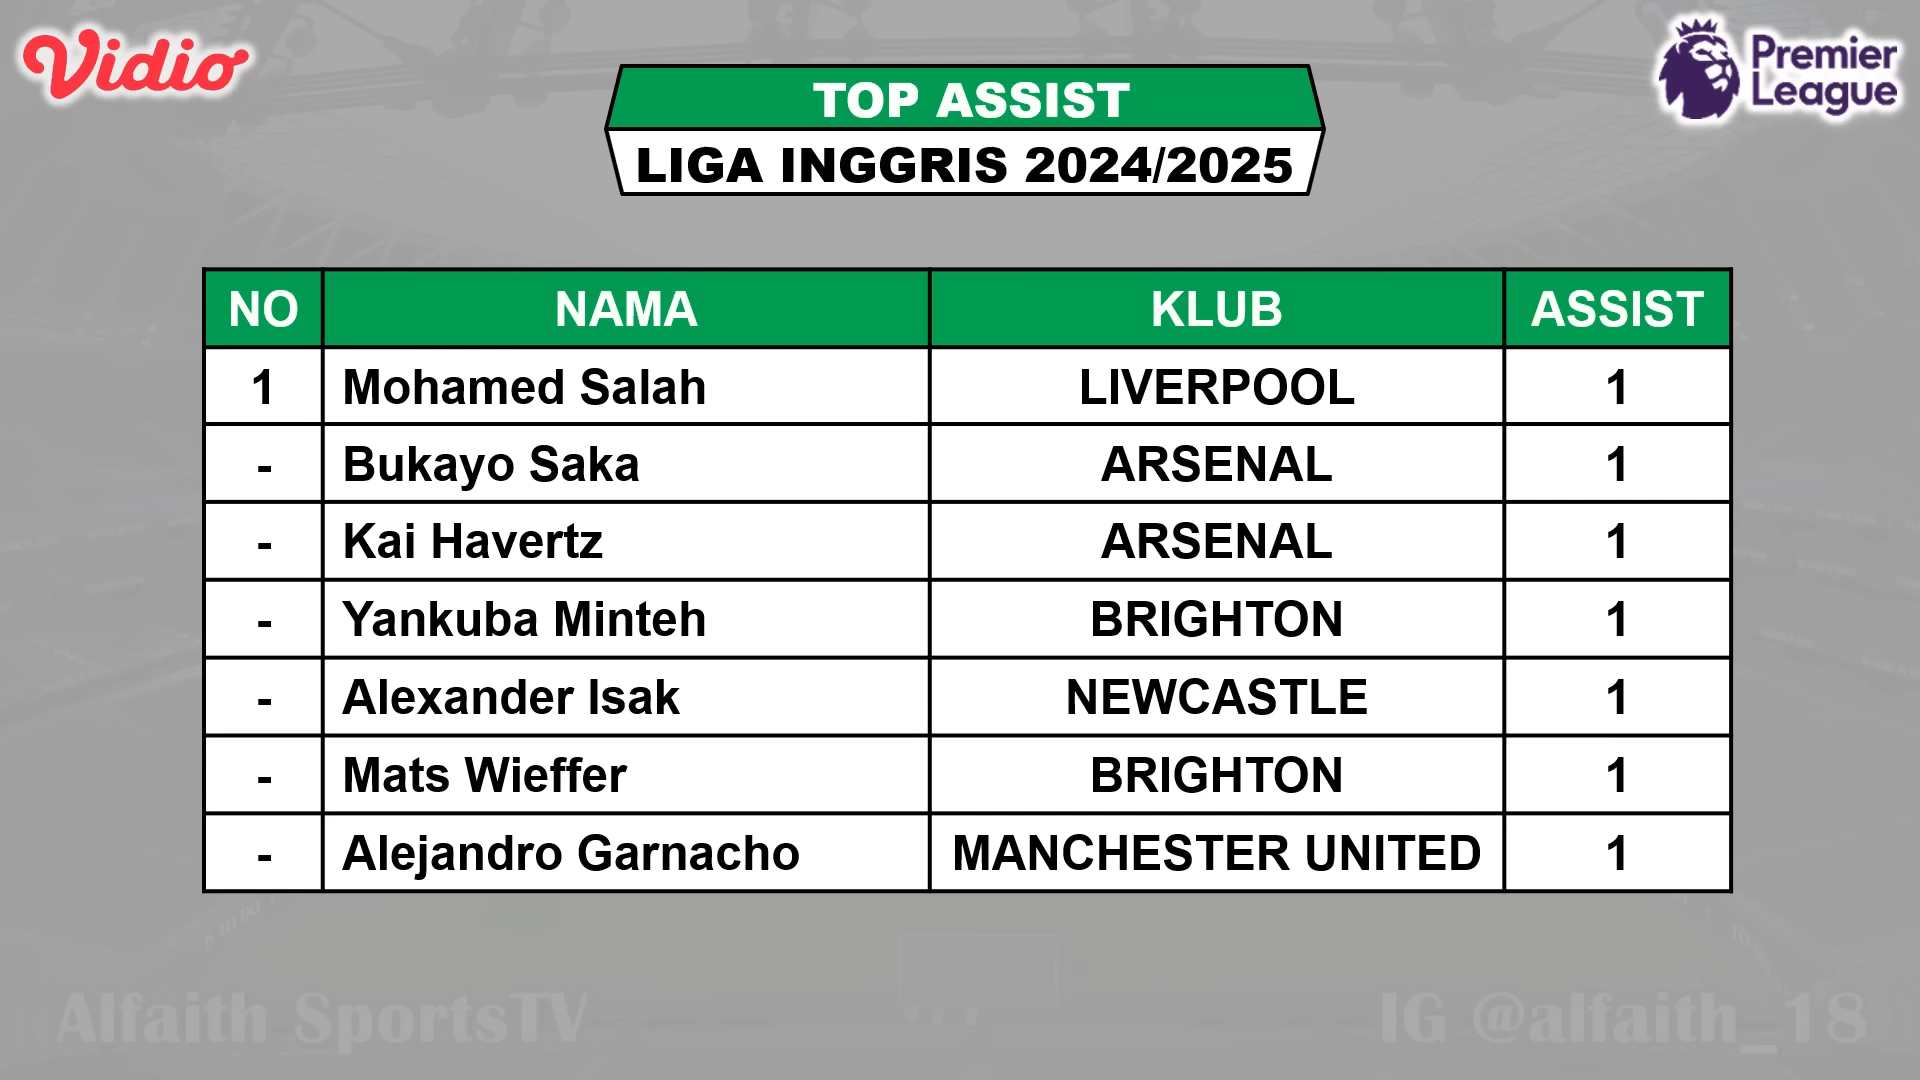 Vidio
Premier
League
TOP ASSIST
LIGA INGGRIS 2024/2025
NO NAMA KLUB ASSIST
1 Mohamed Salah LIVERPOOL 1
- Bukayo Saka ARSENAL 1
- Kai Havertz ARSENAL 1
- Yankuba Minteh BRIGHTON 1
- Alexander Isak NEWCASTLE 1
- Mats Wieffer BRIGHTON 1
- Alejandro Garnacho MANCHESTER UNITED 1
Alfaith SportsTV
IG @alfaith_18